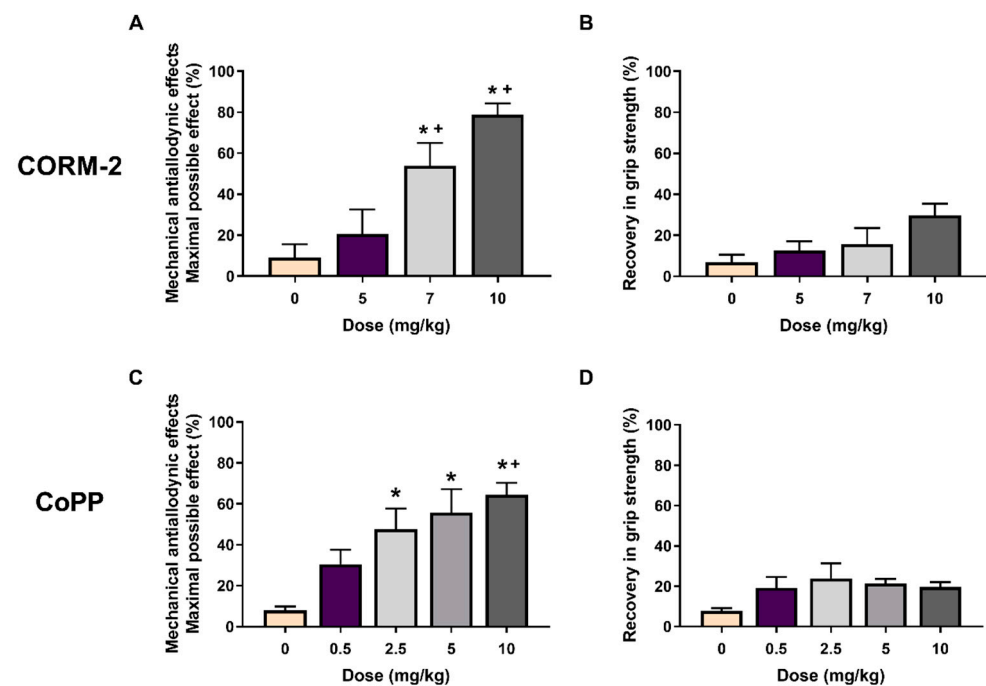 A
B
CORM-2
Mechanical antiallodynic effects
Maximal possible effect (%)
100
80
60
40
20
0
* +
* +
0 5 7 10
Dose (mg/kg)
Recovery in grip strength (%)
100
80
60
40
20
0
0 5 7 10
Dose (mg/kg)
C
D
CoPP
Mechanical antiallodynic effects
Maximal possible effect (%)
100
80
60
40
20
0
*
*
* +
0 0.5 2.5 5 10
Dose (mg/kg)
Recovery in grip strength (%)
100
80
60
40
20
0
0 0.5 2.5 5 10
Dose (mg/kg)